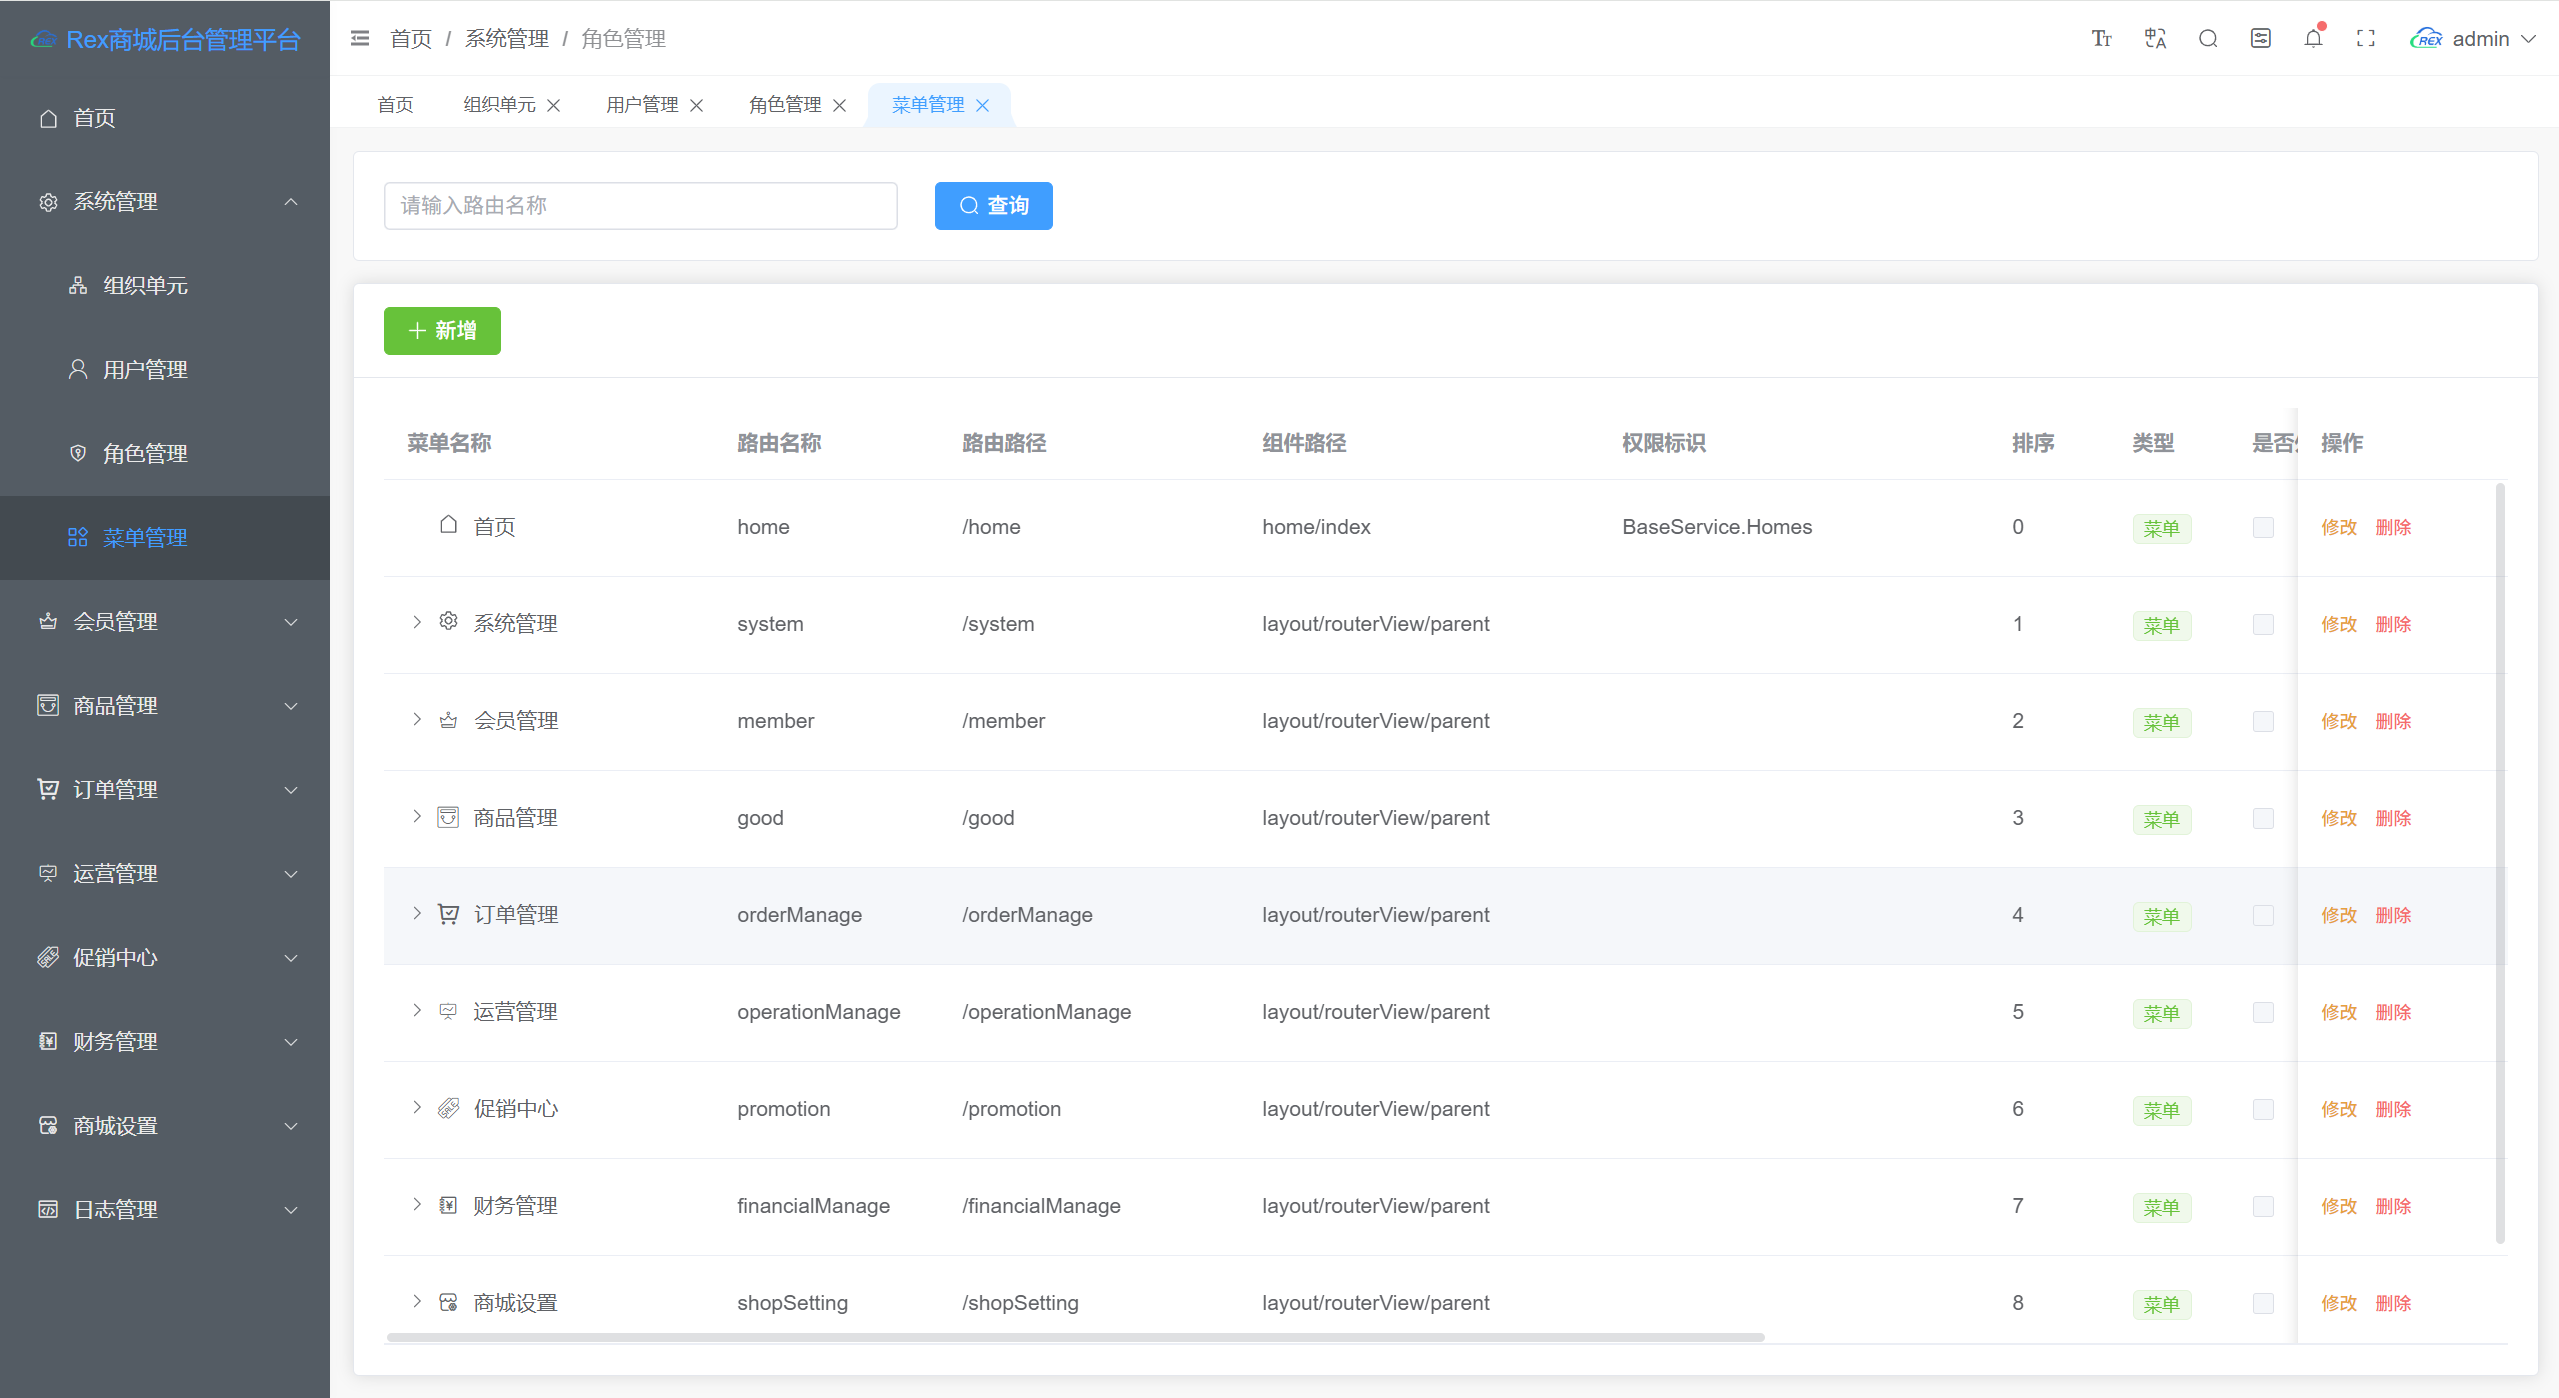 Rex商城后台管理平台
首页
系统管理
组织单元
用户管理
角色管理
菜单管理
会员管理
商品管理
订单管理
运营管理
促销中心
财务管理
商城设置
日志管理
首页 / 系统管理 / 角色管理
REX admin
首页 组织单元 用户管理 角色管理 菜单管理
请输入路由名称 查询
新增
菜单名称 路由名称 路由路径 组件路径 权限标识 排序 类型 是否 操作
首页 home /home home/index BaseService.Homes 0 菜单 修改 删除
系统管理 system /system layout/routerView/parent 1 菜单 修改 删除
会员管理 member /member layout/routerView/parent 2 菜单 修改 删除
商品管理 good /good layout/routerView/parent 3 菜单 修改 删除
订单管理 orderManage /orderManage layout/routerView/parent 4 菜单 修改 删除
运营管理 operationManage /operationManage layout/routerView/parent 5 菜单 修改 删除
促销中心 promotion /promotion layout/routerView/parent 6 菜单 修改 删除
财务管理 financialManage /financialManage layout/routerView/parent 7 菜单 修改 删除
商城设置 shopSetting /shopSetting layout/routerView/parent 8 菜单 修改 删除